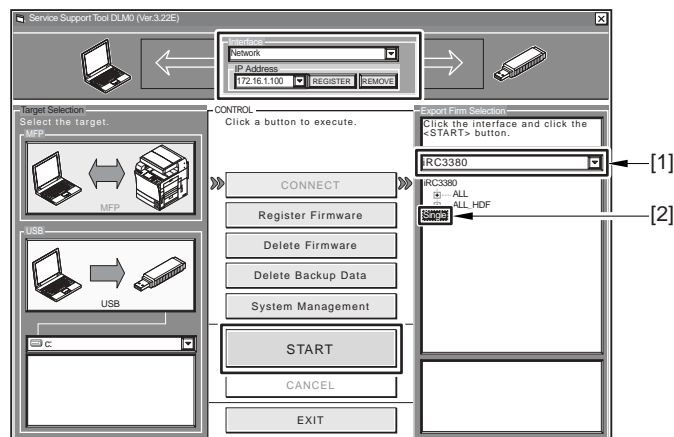 Service Support Tool DLM0 (Ver.3.22E)
Interface
Network
IP Address
172.16.1.100 REGISTER REMOVE
Target Selection
Select the target.
MFP
MFP
USB
USB
C:
CONTROL
Click a button to execute.
CONNECT
Register Firmware
Delete Firmware
Delete Backup Data
System Management
START
CANCEL
EXIT
Export Firm Selection
Click the interface and click the
<START> button.
iRC3380
[1]
iRC3380
ALL
ALL_HDF
Single
[2]